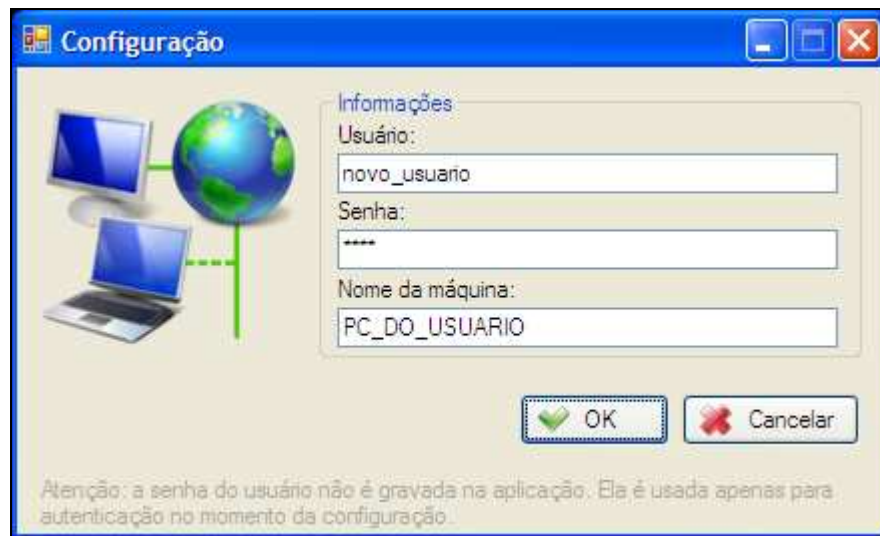 Configuração
Informações
Usuário:
novo_usuario
Senha:
****
Nome da máquina:
PC_DO_USUARIO
OK
Cancelar
Atenção: a senha do usuário não é gravada na aplicação. Ela é usada apenas para
autenticação no momento da configuração.